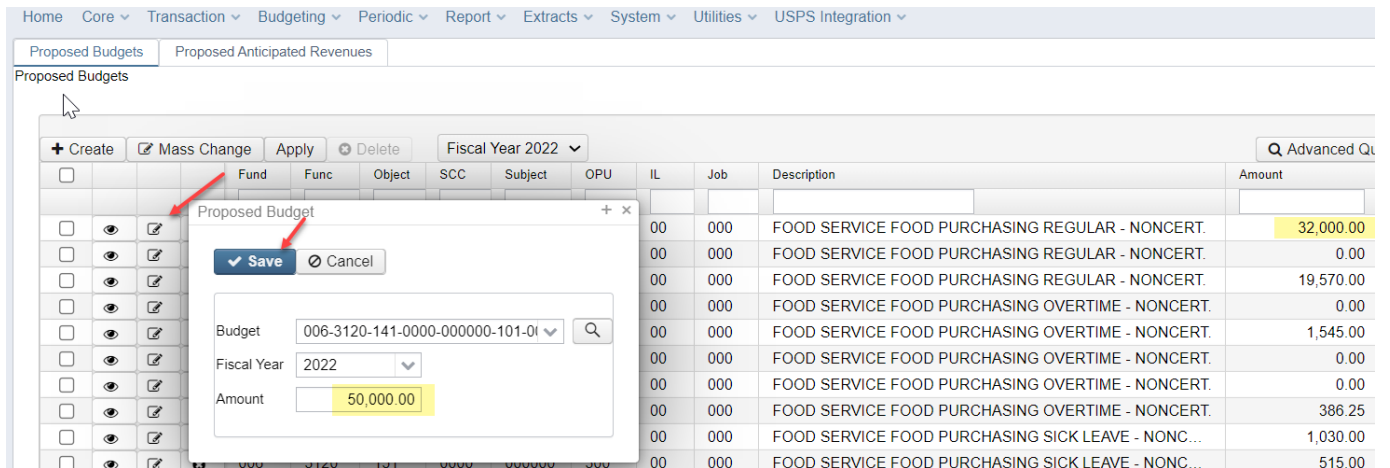 Home Core Transaction Budgeting Periodic Report Extracts System Utilities USPS Integration
Proposed Budgets Proposed Anticipated Revenues
Proposed Budgets
Create Mass Change Apply Delete Fiscal Year 2022 Advanced Qu
Fund Func Object SCC Subject OPU IL Job Description Amount
Proposed Budget
00 000 FOOD SERVICE FOOD PURCHASING REGULAR - NONCERT. 32,000.00
00 000 FOOD SERVICE FOOD PURCHASING REGULAR - NONCERT. 0.00
Save Cancel
00 000 FOOD SERVICE FOOD PURCHASING REGULAR - NONCERT. 19,570.00
00 000 FOOD SERVICE FOOD PURCHASING OVERTIME - NONCERT. 0.00
Budget 006-3120-141-0000-000000-101-0
00 000 FOOD SERVICE FOOD PURCHASING OVERTIME - NONCERT. 1,545.00
Fiscal Year 2022
00 000 FOOD SERVICE FOOD PURCHASING OVERTIME - NONCERT. 0.00
00 000 FOOD SERVICE FOOD PURCHASING OVERTIME - NONCERT. 0.00
Amount 50,000.00
00 000 FOOD SERVICE FOOD PURCHASING OVERTIME - NONCERT. 386.25
00 000 FOOD SERVICE FOOD PURCHASING SICK LEAVE - NONC... 1,030.00
006 3120 151 0000 000000 500 00 000 FOOD SERVICE FOOD PURCHASING SICK LEAVE - NONC... 515.00